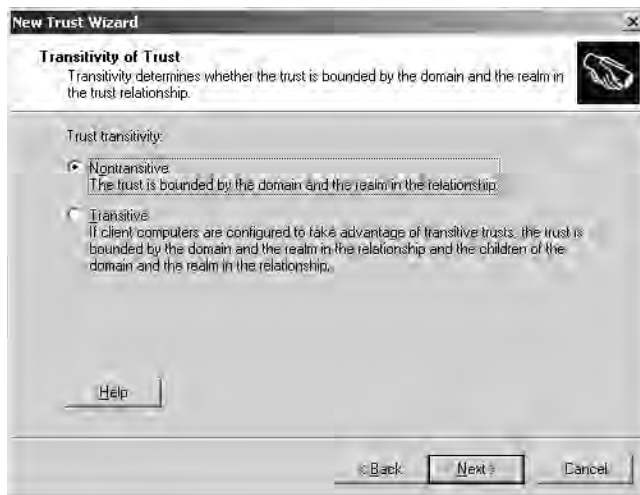 New Trust Wizard
Transitivity of Trust
Transitivity determines whether the trust is bounded by the domain and the realm in
the trust relationship.
Trust transitivity:
Nontransitive
The trust is bounded by the domain and the realm in the relationship.
Transitive
If client computers are configured to take advantage of transitive trusts, the trust is
bounded by the domain and the realm in the relationship and the children of the
domain and the realm in the relationship.
Help
< Back
Next >
Cancel